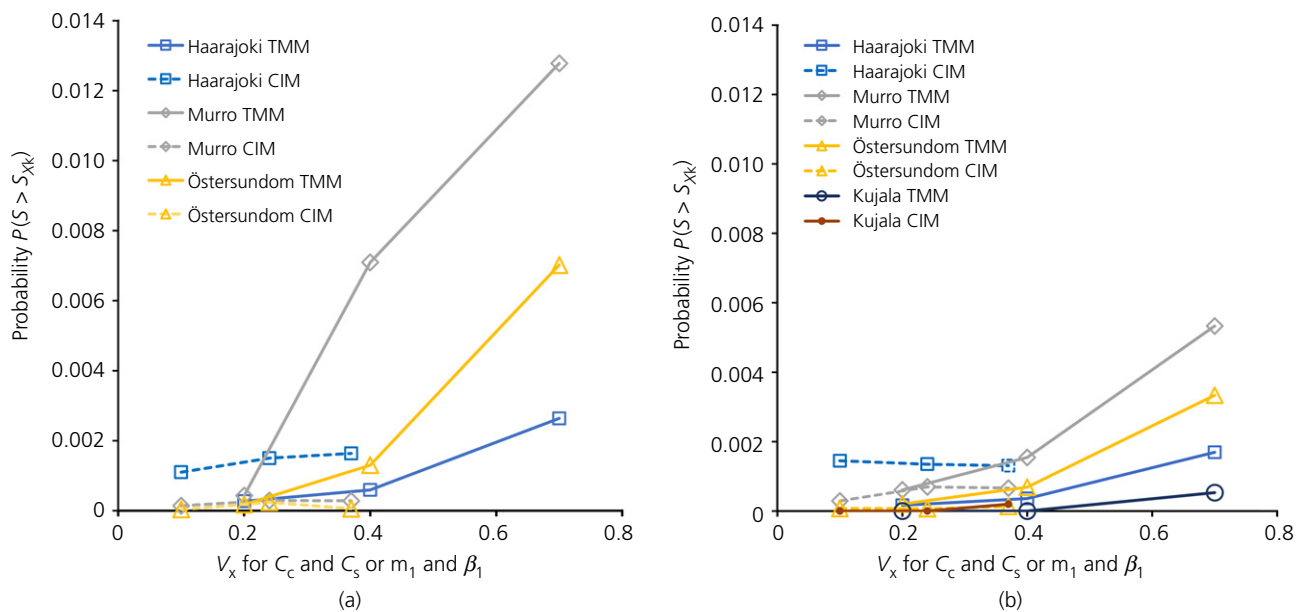 0.014
0.012
0.010
0.008
0.006
0.004
0.002
0
Probability P(S > S_Xk)
Haarajoki TMM
Haarajoki CIM
Murro TMM
Murro CIM
Östersundom TMM
Östersundom CIM
0 0.2 0.4 0.6 0.8
V_x for C_c and C_s or m_1 and β_1
(a)
0.014
0.012
0.010
0.008
0.006
0.004
0.002
0
Probability P(S > S_Xk)
Haarajoki TMM
Haarajoki CIM
Murro TMM
Murro CIM
Östersundom TMM
Östersundom CIM
Kujala TMM
Kujala CIM
0 0.2 0.4 0.6 0.8
V_x for C_c and C_s or m_1 and β_1
(b)